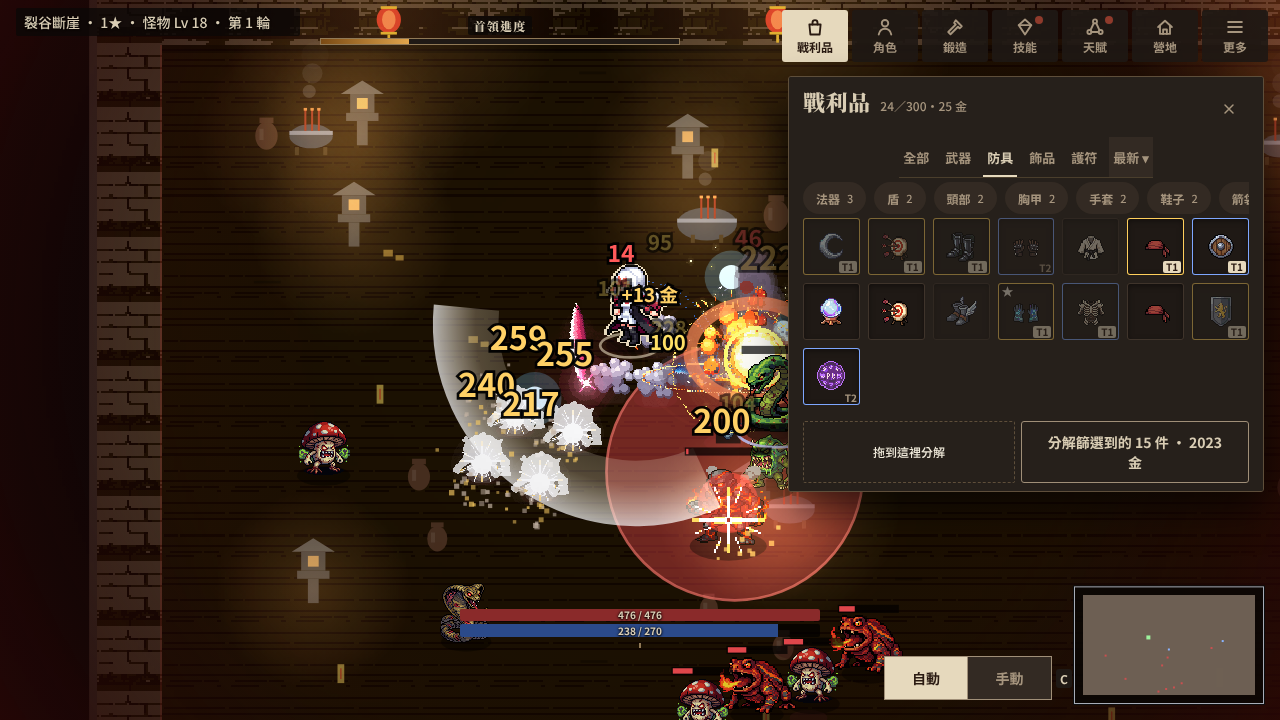 裂谷斷崖 · 1★ · 怪物 Lv 18 · 第 1 輪
首領進度
戰利品
角色
鍛造
技能
天賦
營地
更多
戰利品 24／300・25 金
全部 武器 防具 飾品 護符 最新▾
法器 3 盾 2 頭部 2 胸甲 2 手套 2 鞋子 2
T1 T1 T1 T2 T1 T1
T1 T1 T1
T2
拖到這裡分解
分解篩選到的 15 件 · 2023
金
14
95
46
222
+13 金
100
259
255
240
217
200
476 / 476
238 / 270
自動 手動 C